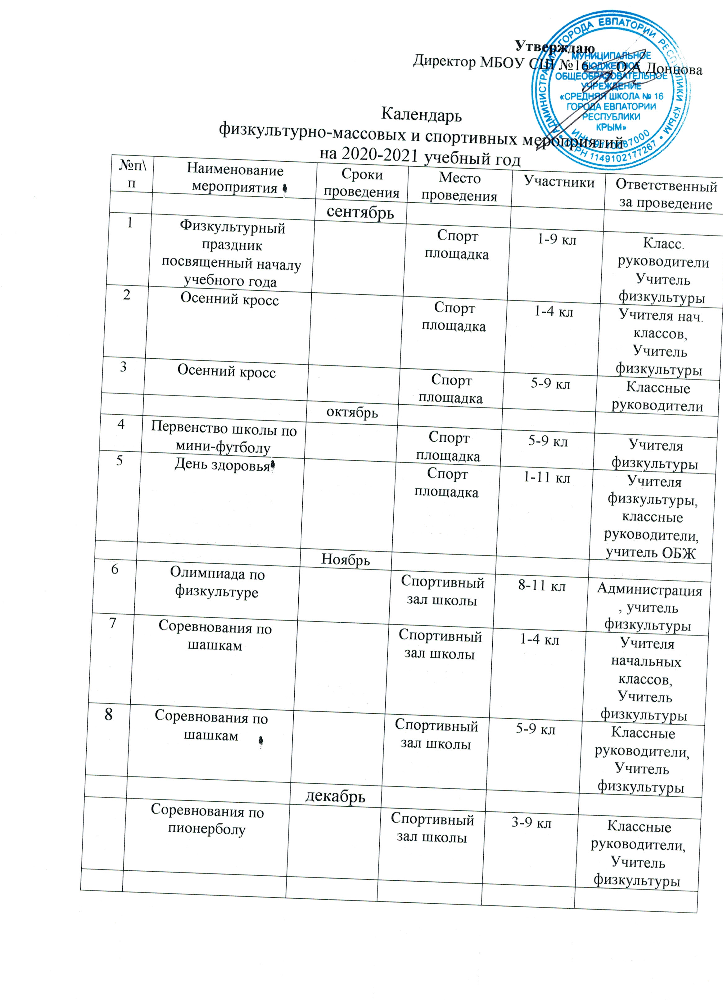 Утверждаю
Директор МБОУ СШ №16 О.А.Донцова
АДМИНИСТРАЦИЯ ГОРОДА ЕВПАТОРИИ РЕСПУБЛИКИ КРЫМ
МУНИЦИПАЛЬНОЕ
БЮДЖЕТНОЕ
ОБЩЕОБРАЗОВАТЕЛЬНОЕ
УЧРЕЖДЕНИЕ
«СРЕДНЯЯ ШКОЛА № 16
ГОРОДА ЕВПАТОРИИ
РЕСПУБЛИКИ
КРЫМ»
ИНН
ОГРН 1149102177267
Календарь
физкультурно-массовых и спортивных мероприятий
на 2020-2021 учебный год
№п\
п
Наименование
мероприятия
Сроки
проведения
Место
проведения
Участники
Ответственный
за проведение
сентябрь
1
Физкультурный
праздник
посвященный началу
учебного года
Спорт
площадка
1-9 кл
Класс.
руководители
Учитель
физкультуры
2
Осенний кросс
Спорт
площадка
1-4 кл
Учителя нач.
классов,
Учитель
физкультуры
3
Осенний кросс
Спорт
площадка
5-9 кл
Классные
руководители
октябрь
4
Первенство школы по
мини-футболу
Спорт
площадка
5-9 кл
Учителя
физкультуры
5
День здоровья
Спорт
площадка
1-11 кл
Учителя
физкультуры,
классные
руководители,
учитель ОБЖ
Ноябрь
6
Олимпиада по
физкультуре
Спортивный
зал школы
8-11 кл
Администрация
, учитель
физкультуры
7
Соревнования по
шашкам
Спортивный
зал школы
1-4 кл
Учителя
начальных
классов,
Учитель
физкультуры
8
Соревнования по
шашкам
Спортивный
зал школы
5-9 кл
Классные
руководители,
Учитель
физкультуры
декабрь
Соревнования по
пионерболу
Спортивный
зал школы
3-9 кл
Классные
руководители,
Учитель
физкультуры